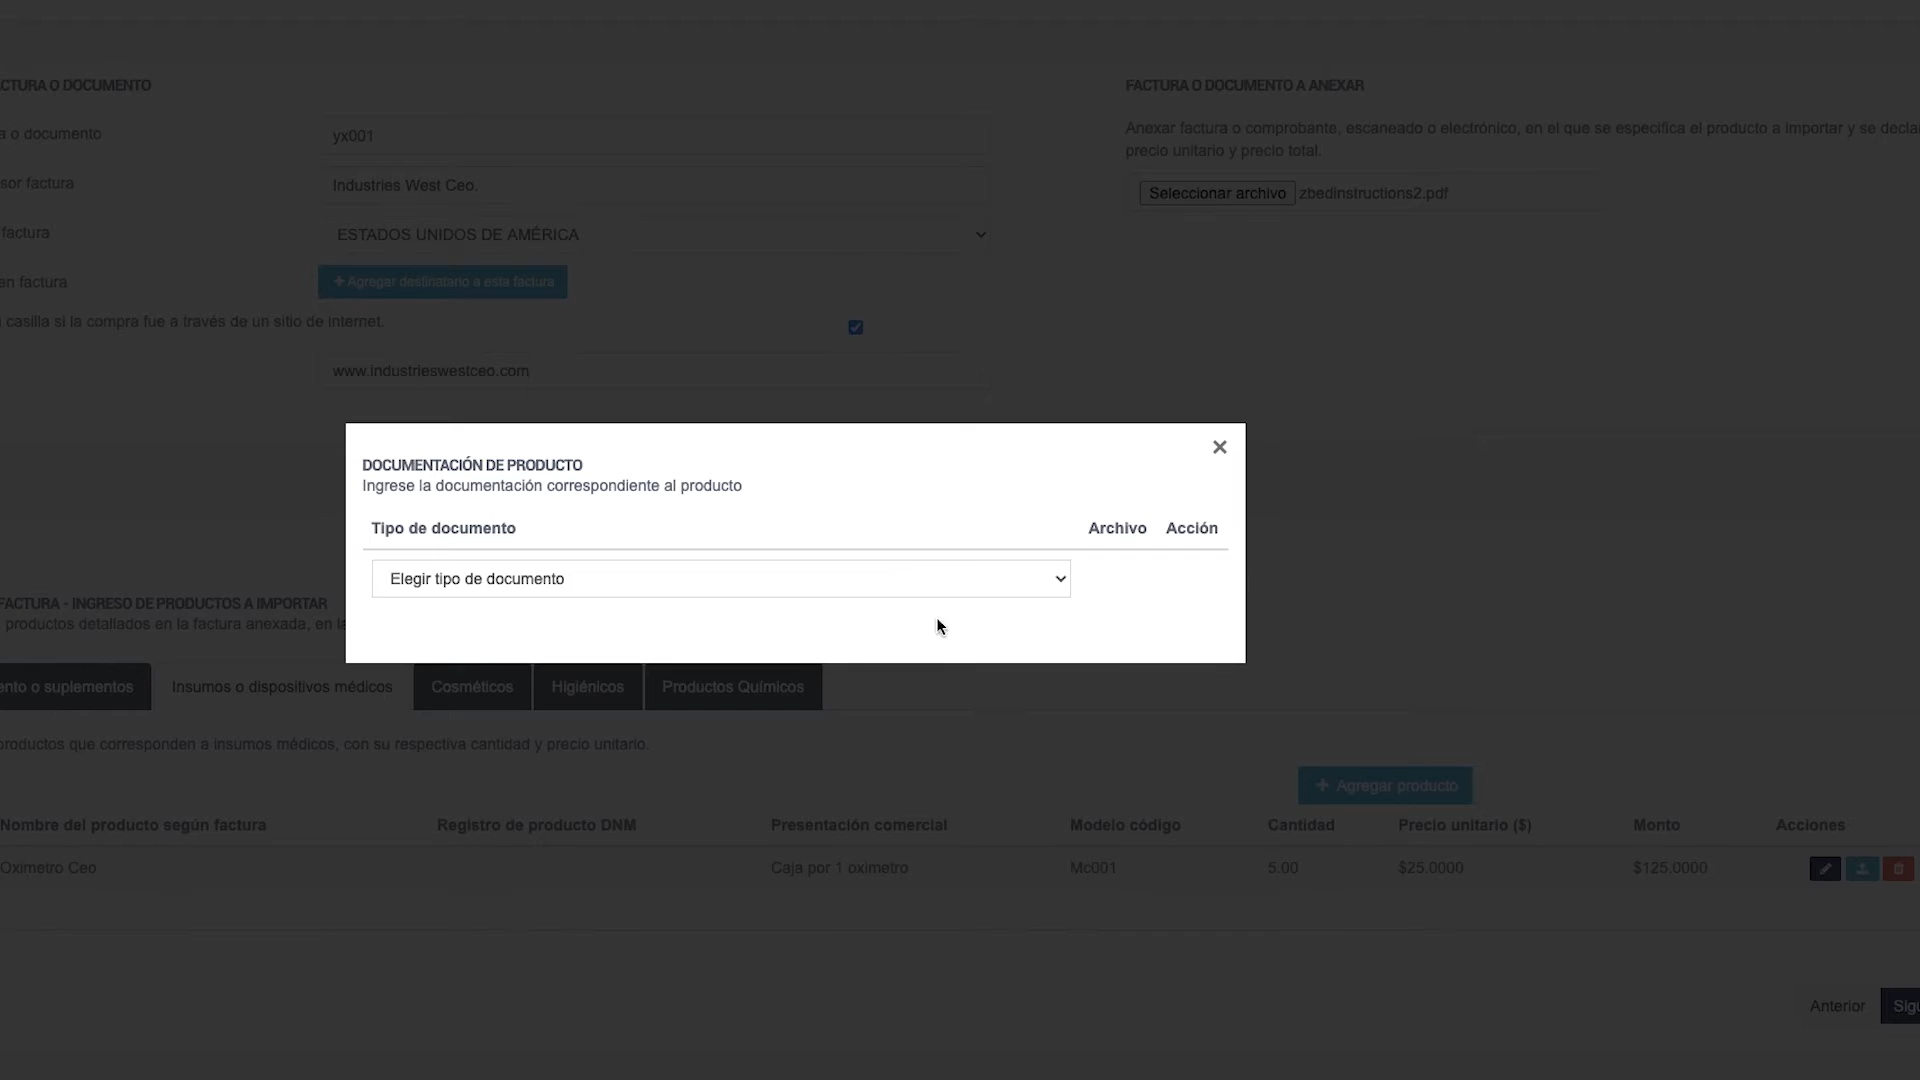 CTURA O DOCUMENTO
a o documento
yx001
sor factura
Industries West Ceo.
factura
ESTADOS UNIDOS DE AMÉRICA
en factura
+ Agregar destinatario a esta factura
casilla si la compra fue a través de un sitio de internet.
www.industrieswestceo.com
FACTURA O DOCUMENTO A ANEXAR
Anexar factura o comprobante, escaneado o electrónico, en el que se especifica el producto a importar y se decla
precio unitario y precio total.
Seleccionar archivo zbedinstructions2.pdf
×
DOCUMENTACIÓN DE PRODUCTO
Ingrese la documentación correspondiente al producto
Tipo de documento Archivo Acción
Elegir tipo de documento
FACTURA - INGRESO DE PRODUCTOS A IMPORTAR
productos detallados en la factura anexada, en la
ento o suplementos Insumos o dispositivos médicos Cosméticos Higiénicos Productos Químicos
productos que corresponden a insumos médicos, con su respectiva cantidad y precio unitario.
+ Agregar producto
Nombre del producto según factura Registro de producto DNM Presentación comercial Modelo código Cantidad Precio unitario ($) Monto Acciones
Oximetro Ceo Caja por 1 oximetro Mc001 5.00 $25.0000 $125.0000
Anterior Sigu